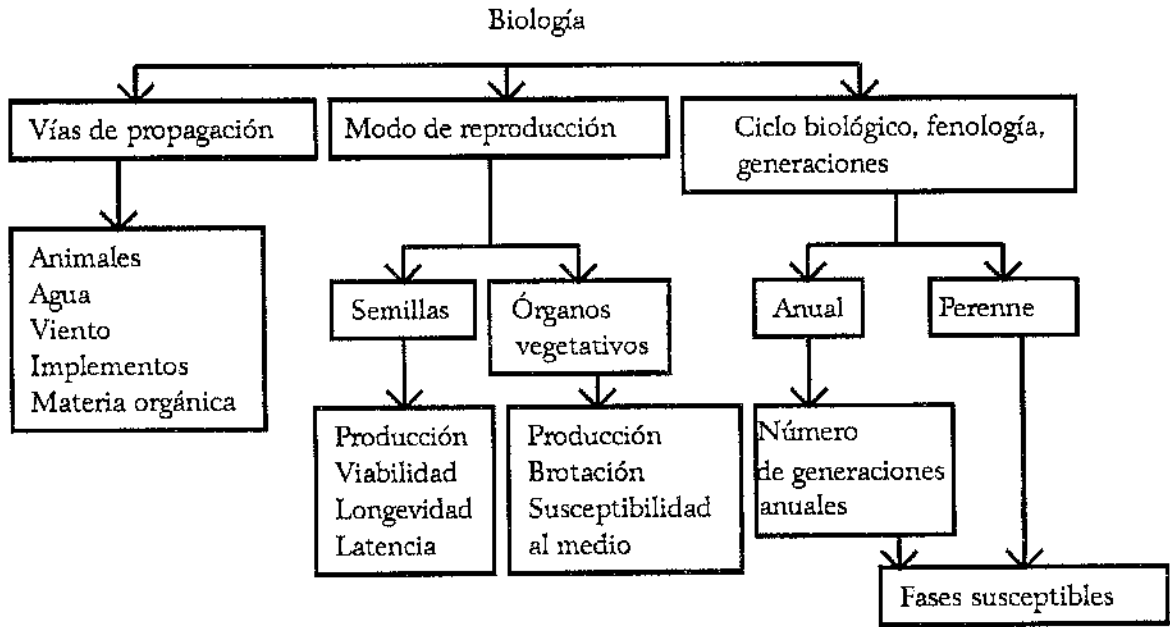 Biología
Vías de propagación
Modo de reproducción
Ciclo biológico, fenología,
generaciones
Animales
Agua
Viento
Implementos
Materia orgánica
Semillas
Órganos
vegetativos
Anual
Perenne
Producción
Viabilidad
Longevidad
Latencia
Producción
Brotación
Susceptibilidad
al medio
Número
de generaciones
anuales
Fases susceptibles